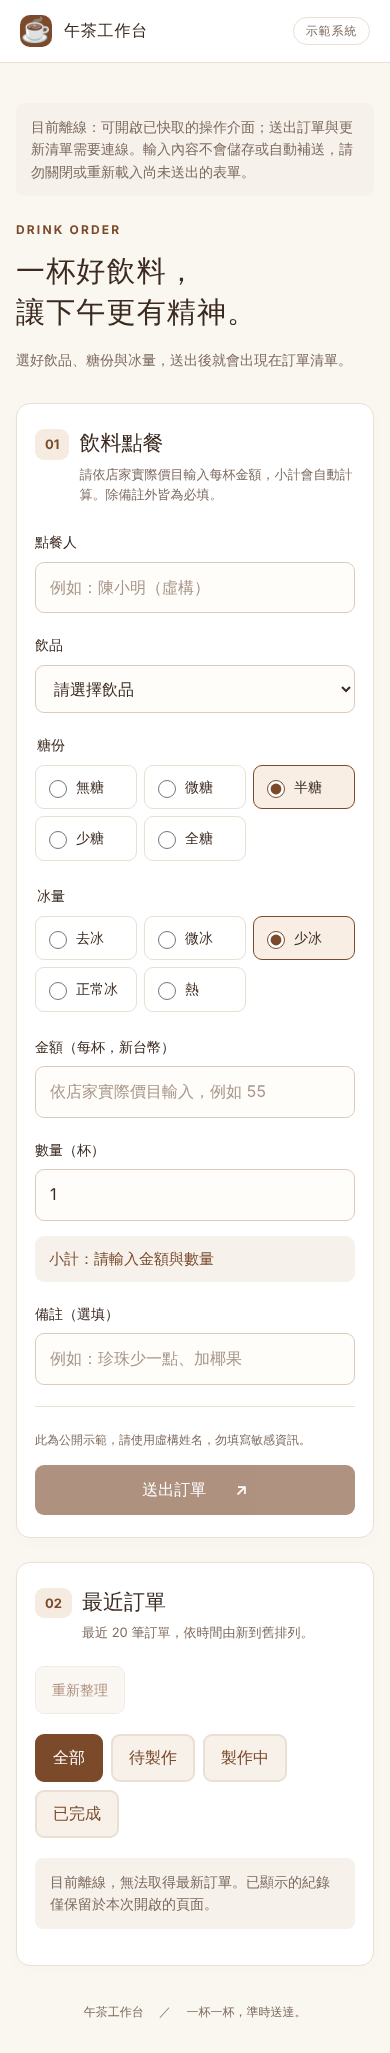 午茶工作台
示範系統
目前離線：可開啟已快取的操作介面；送出訂單與更
新清單需要連線。輸入內容不會儲存或自動補送，請
勿關閉或重新載入尚未送出的表單。
DRINK ORDER
一杯好飲料，
讓下午更有精神。
選好飲品、糖份與冰量，送出後就會出現在訂單清單。
01 飲料點餐
請依店家實際價目輸入每杯金額，小計會自動計
算。除備註外皆為必填。
點餐人
例如：陳小明（虛構）
飲品
請選擇飲品
糖份
無糖 微糖 半糖
少糖 全糖
冰量
去冰 微冰 少冰
正常冰 熱
金額（每杯，新台幣）
依店家實際價目輸入，例如 55
數量（杯）
1
小計：請輸入金額與數量
備註（選填）
例如：珍珠少一點、加椰果
此為公開示範，請使用虛構姓名，勿填寫敏感資訊。
送出訂單 ↗
02 最近訂單
最近 20 筆訂單，依時間由新到舊排列。
重新整理
全部 待製作 製作中
已完成
目前離線，無法取得最新訂單。已顯示的紀錄
僅保留於本次開啟的頁面。
午茶工作台 ／ 一杯一杯，準時送達。